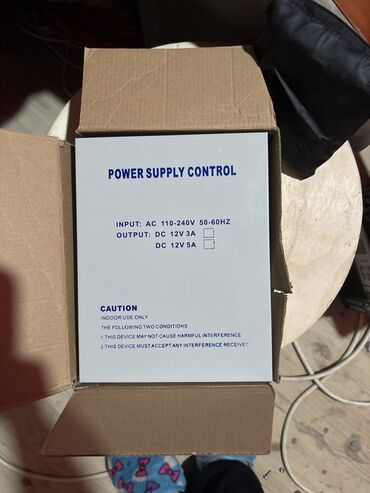 POWER SUPPLY CONTROL
INPUT: AC 110-240V 50-60HZ
OUTPUT: DC 12V 3A
DC 12V 5A
CAUTION
INDOOR USE ONLY
THE FOLLOWING TWO CONDITIONS
1.THIS DEVICE MAY NOT CAUSE HARMFUL INTERFERENCE
2.THIS DEVICE MUST ACCEPT ANY INTERFERENCE RECEIVED